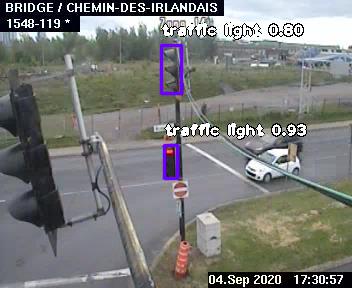 BRIDGE / CHEMIN-DES-IRLANDAIS
1548-119 *
traffic light 0.80
traffic light 0.93
04.Sep 2020 17:30:57